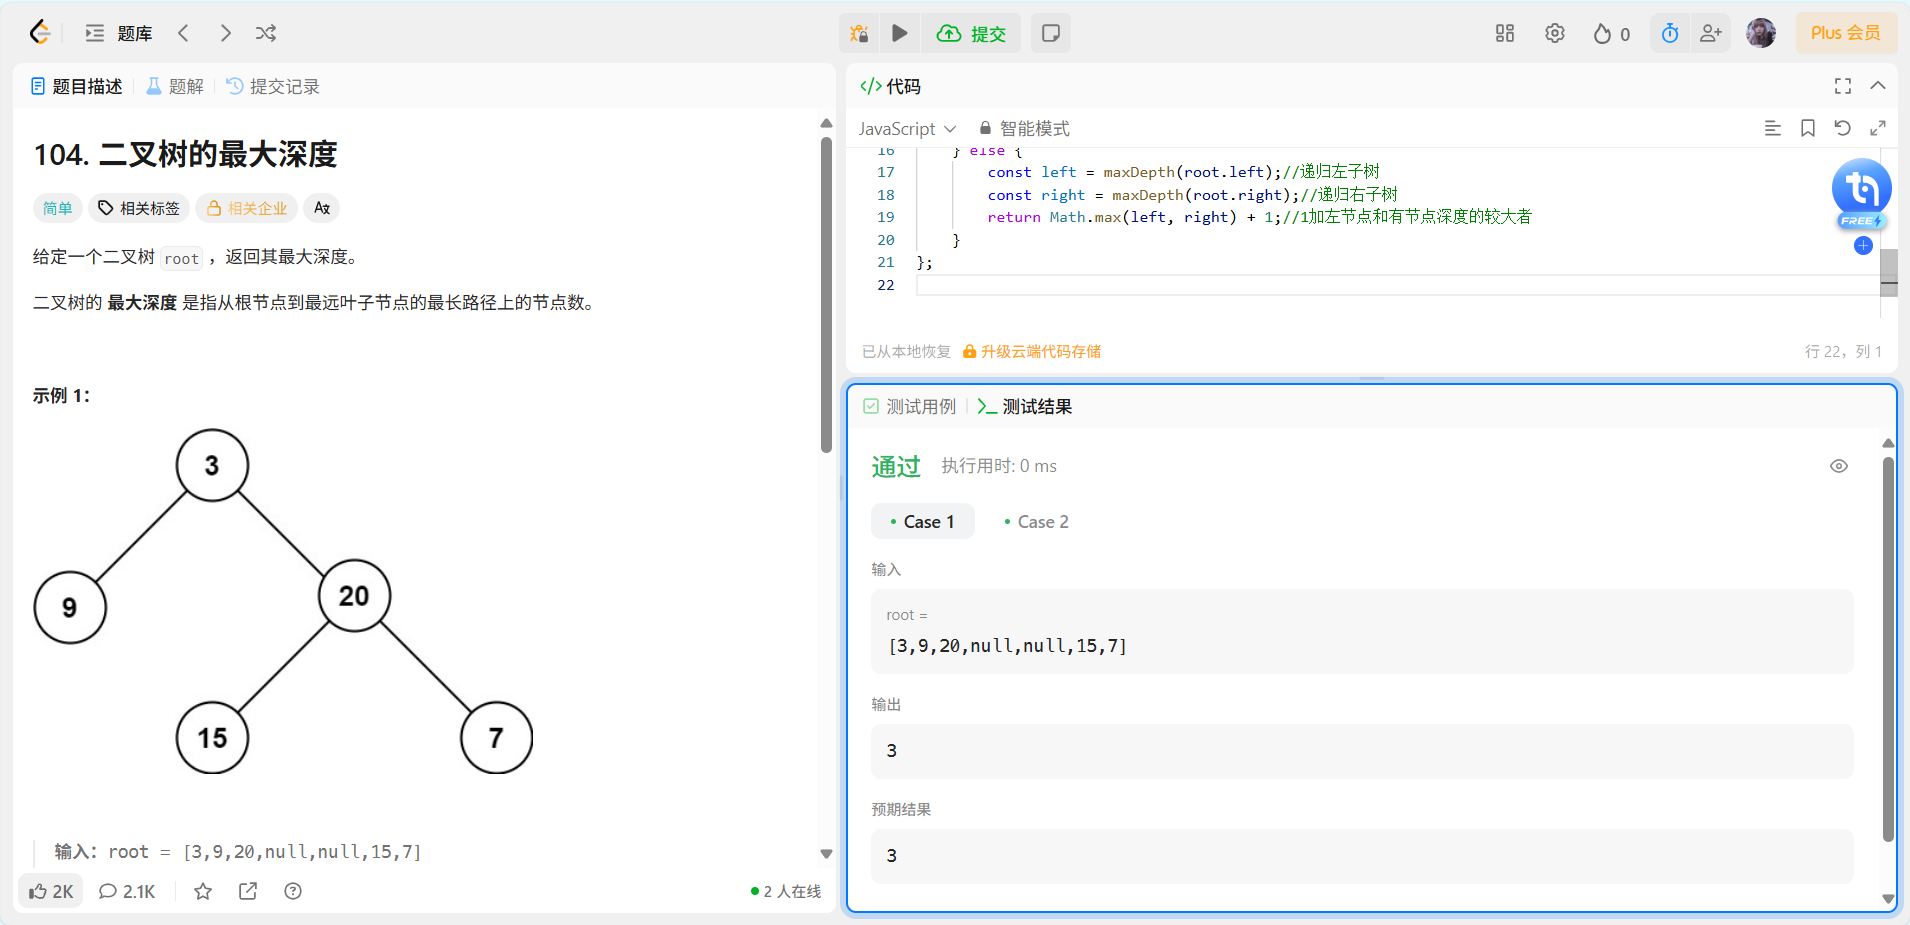 题库
提交
0
Plus 会员
题目描述
题解
提交记录
104. 二叉树的最大深度
简单
相关标签
相关企业
给定一个二叉树 root ，返回其最大深度。
二叉树的 最大深度 是指从根节点到最远叶子节点的最长路径上的节点数。
示例 1：
3
9
20
15
7
输入：root = [3,9,20,null,null,15,7]
2K
2.1K
2 人在线
代码
JavaScript
智能模式
16 } else {
17 const left = maxDepth(root.left);//递归左子树
18 const right = maxDepth(root.right);//递归右子树
19 return Math.max(left, right) + 1;//1加左节点和有节点深度的较大者
20 }
21 };
22
FREE
已从本地恢复
升级云端代码存储
行 22，列 1
测试用例
测试结果
通过
执行用时: 0 ms
Case 1
Case 2
输入
root =
[3,9,20,null,null,15,7]
输出
3
预期结果
3